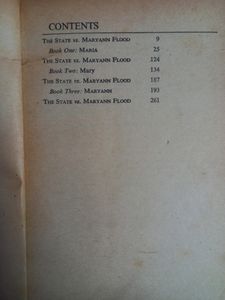 CONTENTS
THE STATE vs. MARYANN FLOOD 9
Book One: MARIA 25
THE STATE vs. MARYANN FLOOD 124
Book Two: Mary 134
THE STATE vs. MARYANN FLOOD 187
Book Three: MARYANN 193
THE STATE vs. MARYANN FLOOD 261